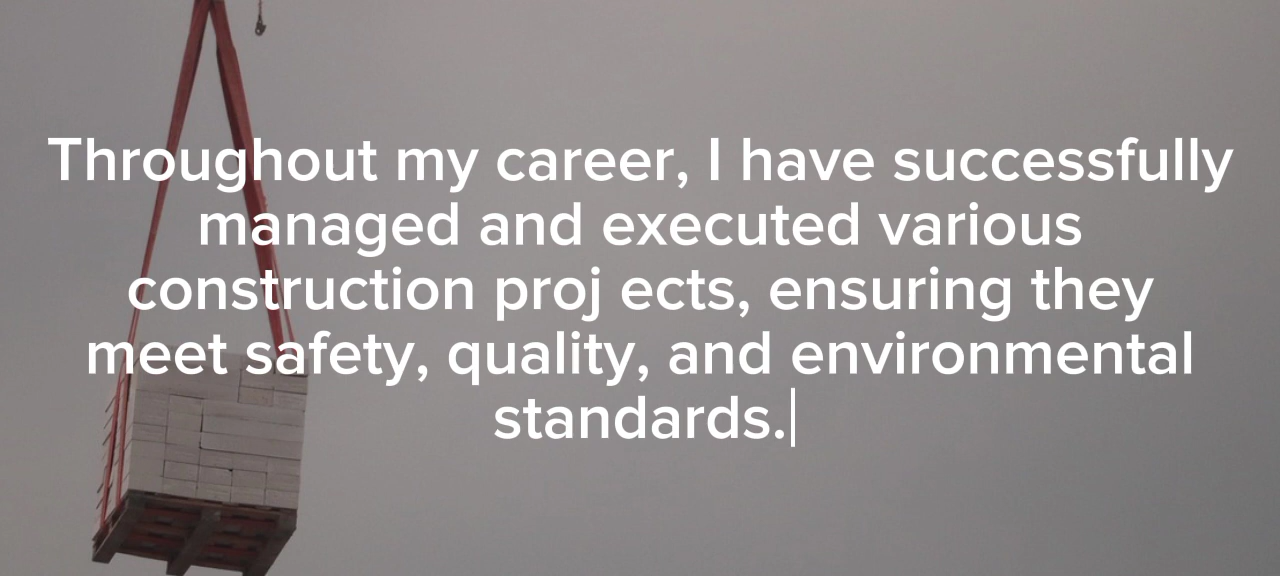 Throughout my career, I have successfully
managed and executed various
construction proj ects, ensuring they
meet safety, quality, and environmental
standards.